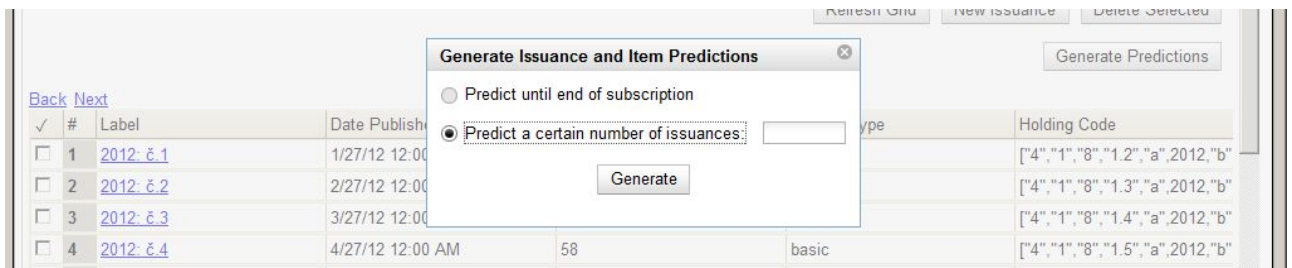 Refresh Grid New Issuance Delete Selected
Generate Issuance and Item Predictions
Generate Predictions
Predict until end of subscription
Back Next
✓ # Label Date Publishe ype Holding Code
Predict a certain number of issuances:
1 2012: č.1 1/27/12 12:00 ["4","1","8","1.2","a",2012,"b"
Generate
2 2012: č.2 2/27/12 12:00 ["4","1","8","1.3","a",2012,"b"
3 2012: č.3 3/27/12 12:00 ["4","1","8","1.4","a",2012,"b"
4 2012: č.4 4/27/12 12:00 AM 58 basic ["4","1","8","1.5","a",2012,"b"